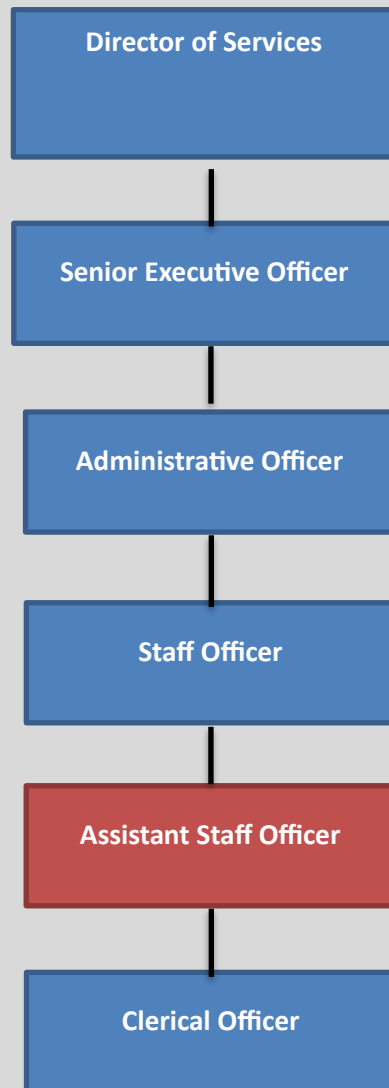 Director of Services
Senior Executive Officer
Administrative Officer
Staff Officer
Assistant Staff Officer
Clerical Officer